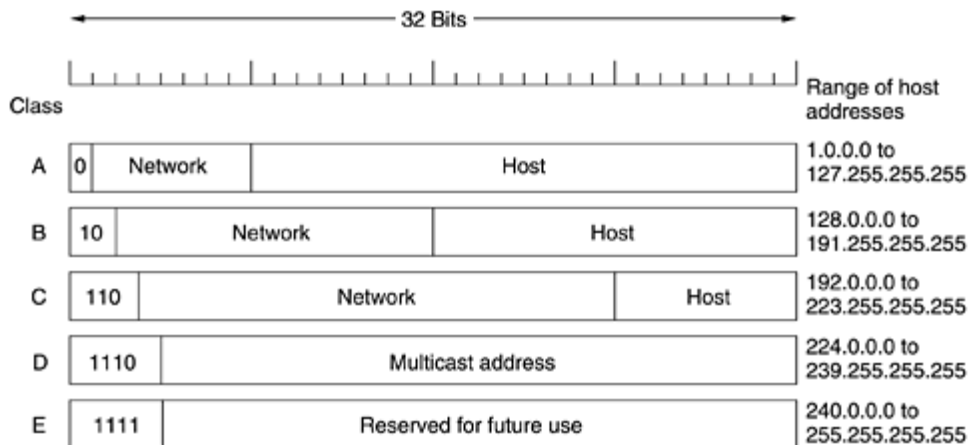 32 Bits
Range of host
addresses
Class
A
0
Network
Host
1.0.0.0 to
127.255.255.255
B
10
Network
Host
128.0.0.0 to
191.255.255.255
C
110
Network
Host
192.0.0.0 to
223.255.255.255
D
1110
Multicast address
224.0.0.0 to
239.255.255.255
E
1111
Reserved for future use
240.0.0.0 to
255.255.255.255